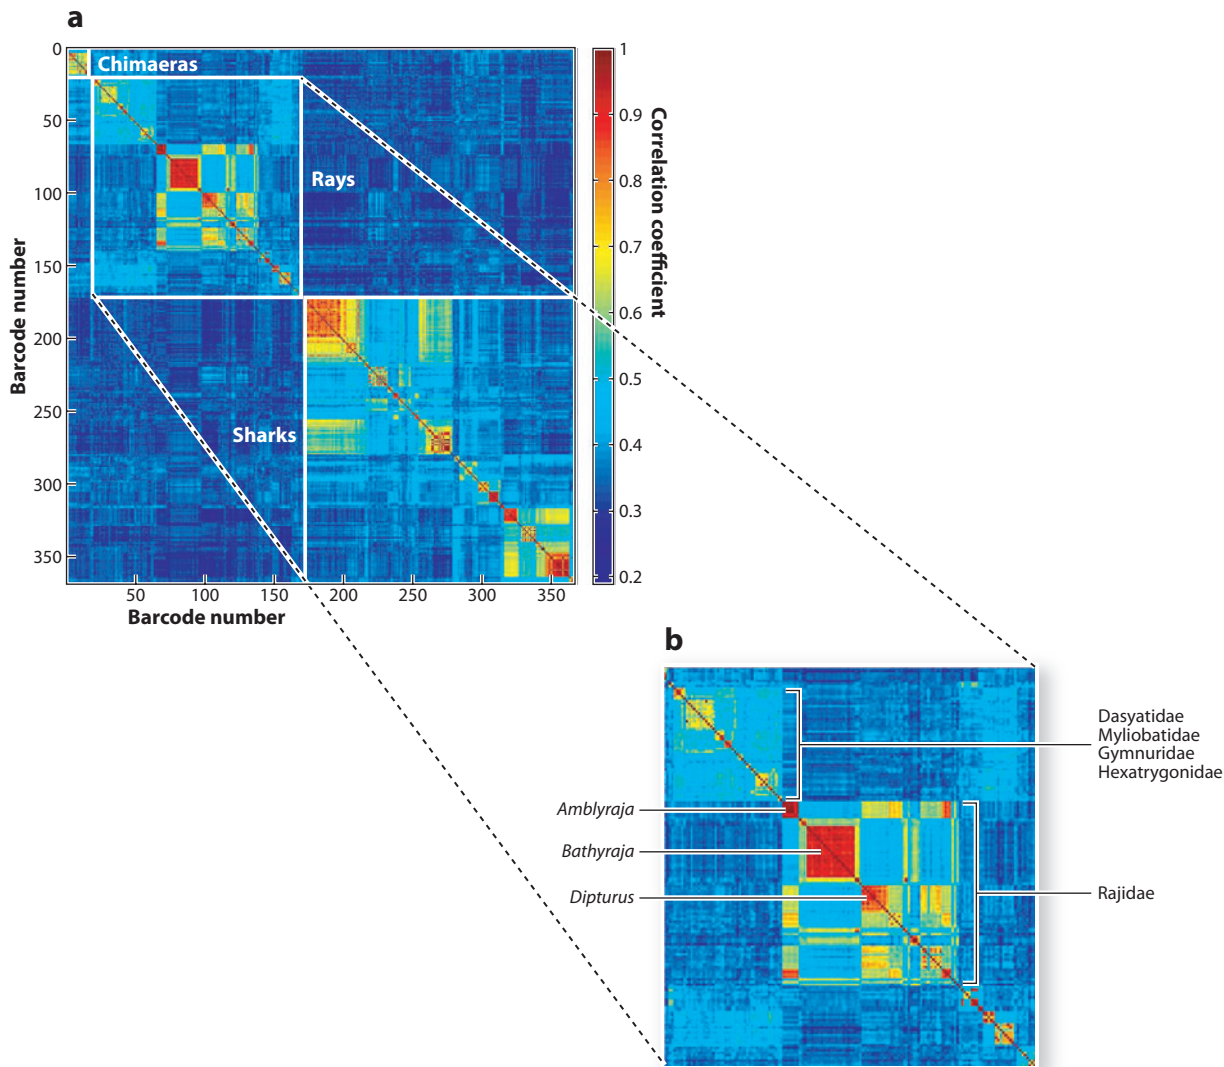 a
0
50
100
150
200
250
300
350
Barcode number
50
100
150
200
250
300
350
Barcode number
Chimaeras
Rays
Sharks
1
0.9
0.8
0.7
0.6
0.5
0.4
0.3
0.2
Correlation coefficient
b
Dasyatidae
Myliobatidae
Gymnuridae
Hexatrygonidae
Amblyraja
Bathyraja
Dipturus
Rajidae